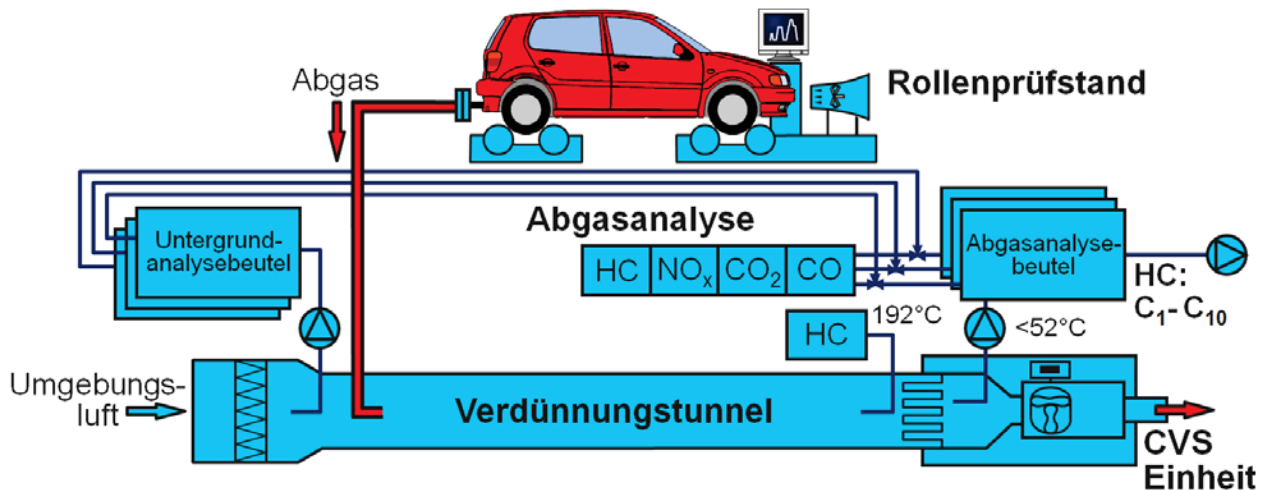 Abgas
Rollenprüfstand
Abgasanalyse
Untergrund-
analysebeutel
HC NOₓ CO₂ CO
Abgasanalyse-
beutel
HC:
C₁- C₁₀
192°C
<52°C
HC
Umgebungs-
luft
Verdünnungstunnel
CVS
Einheit